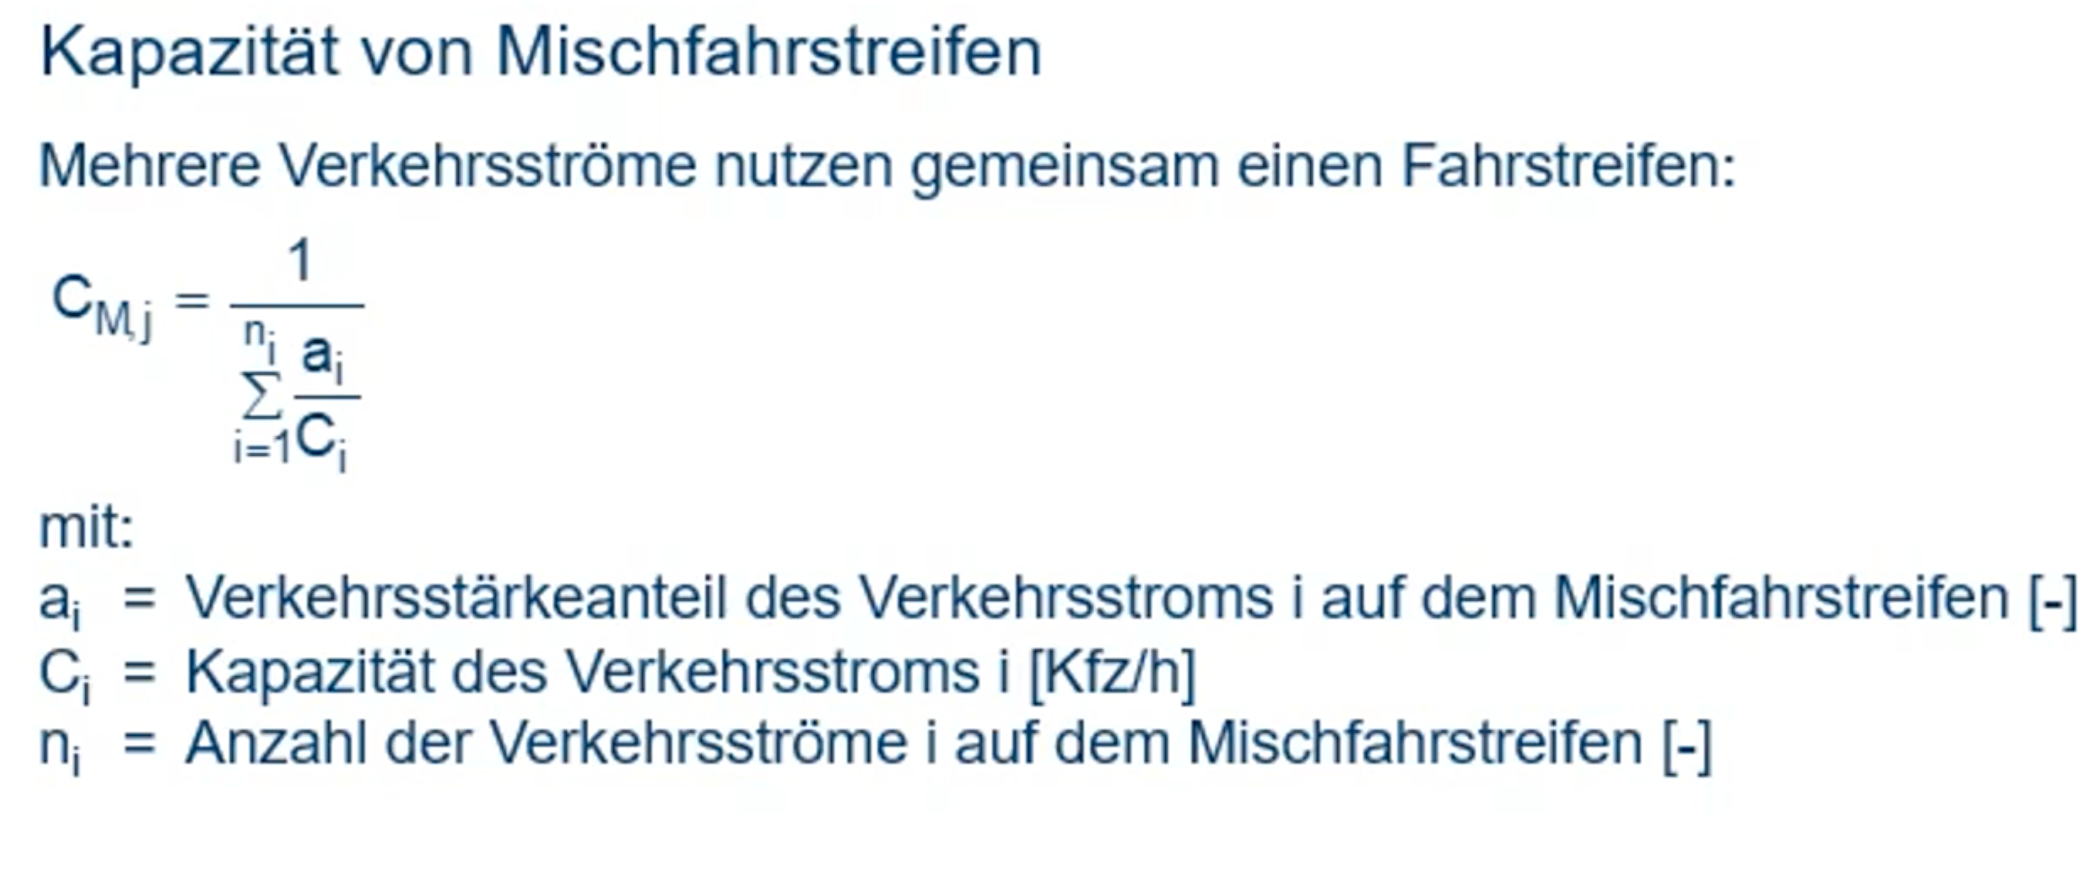 Kapazität von Mischfahrstreifen
Mehrere Verkehrsströme nutzen gemeinsam einen Fahrstreifen:
C_{M,j} = \frac{1}{\sum_{i=1}^{n_i} \frac{a_i}{C_i}}
mit:
a_i = Verkehrsstärkeanteil des Verkehrsstroms i auf dem Mischfahrstreifen [-]
C_i = Kapazität des Verkehrsstroms i [Kfz/h]
n_i = Anzahl der Verkehrsströme i auf dem Mischfahrstreifen [-]